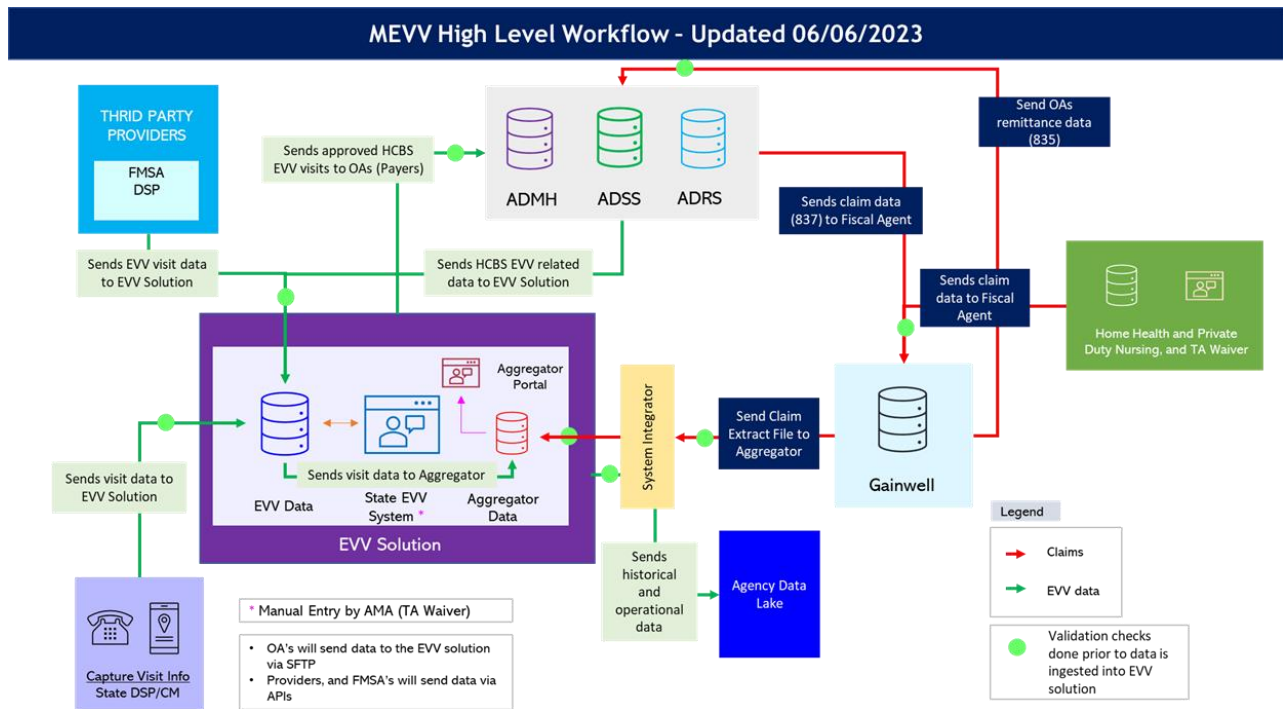 MEVV High Level Workflow – Updated 06/06/2023
THRID PARTY
PROVIDERS
FMSA
DSP
Sends approved HCBS
EVV visits to OAs (Payers)
ADMH
ADSS
ADRS
Send OAs
remittance data
(835)
Sends claim data
(837) to Fiscal Agent
Sends EVV visit data
to EVV Solution
Sends HCBS EVV related
data to EVV Solution
Sends claim
data to Fiscal
Agent
Home Health and Private
Duty Nursing, and TA Waiver
Aggregator
Portal
System Integrator
Send Claim
Extract File to
Aggregator
Gainwell
Sends visit data to Aggregator
EVV Data
State EVV
System *
Aggregator
Data
EVV Solution
Sends visit data to
EVV Solution
Sends
historical
and
operational
data
Agency Data
Lake
Legend
Claims
EVV data
Validation checks
done prior to data is
ingested into EVV
solution
Capture Visit Info
State DSP/CM
* Manual Entry by AMA (TA Waiver)
• OA's will send data to the EVV solution
via SFTP
• Providers, and FMSA's will send data via
APIs